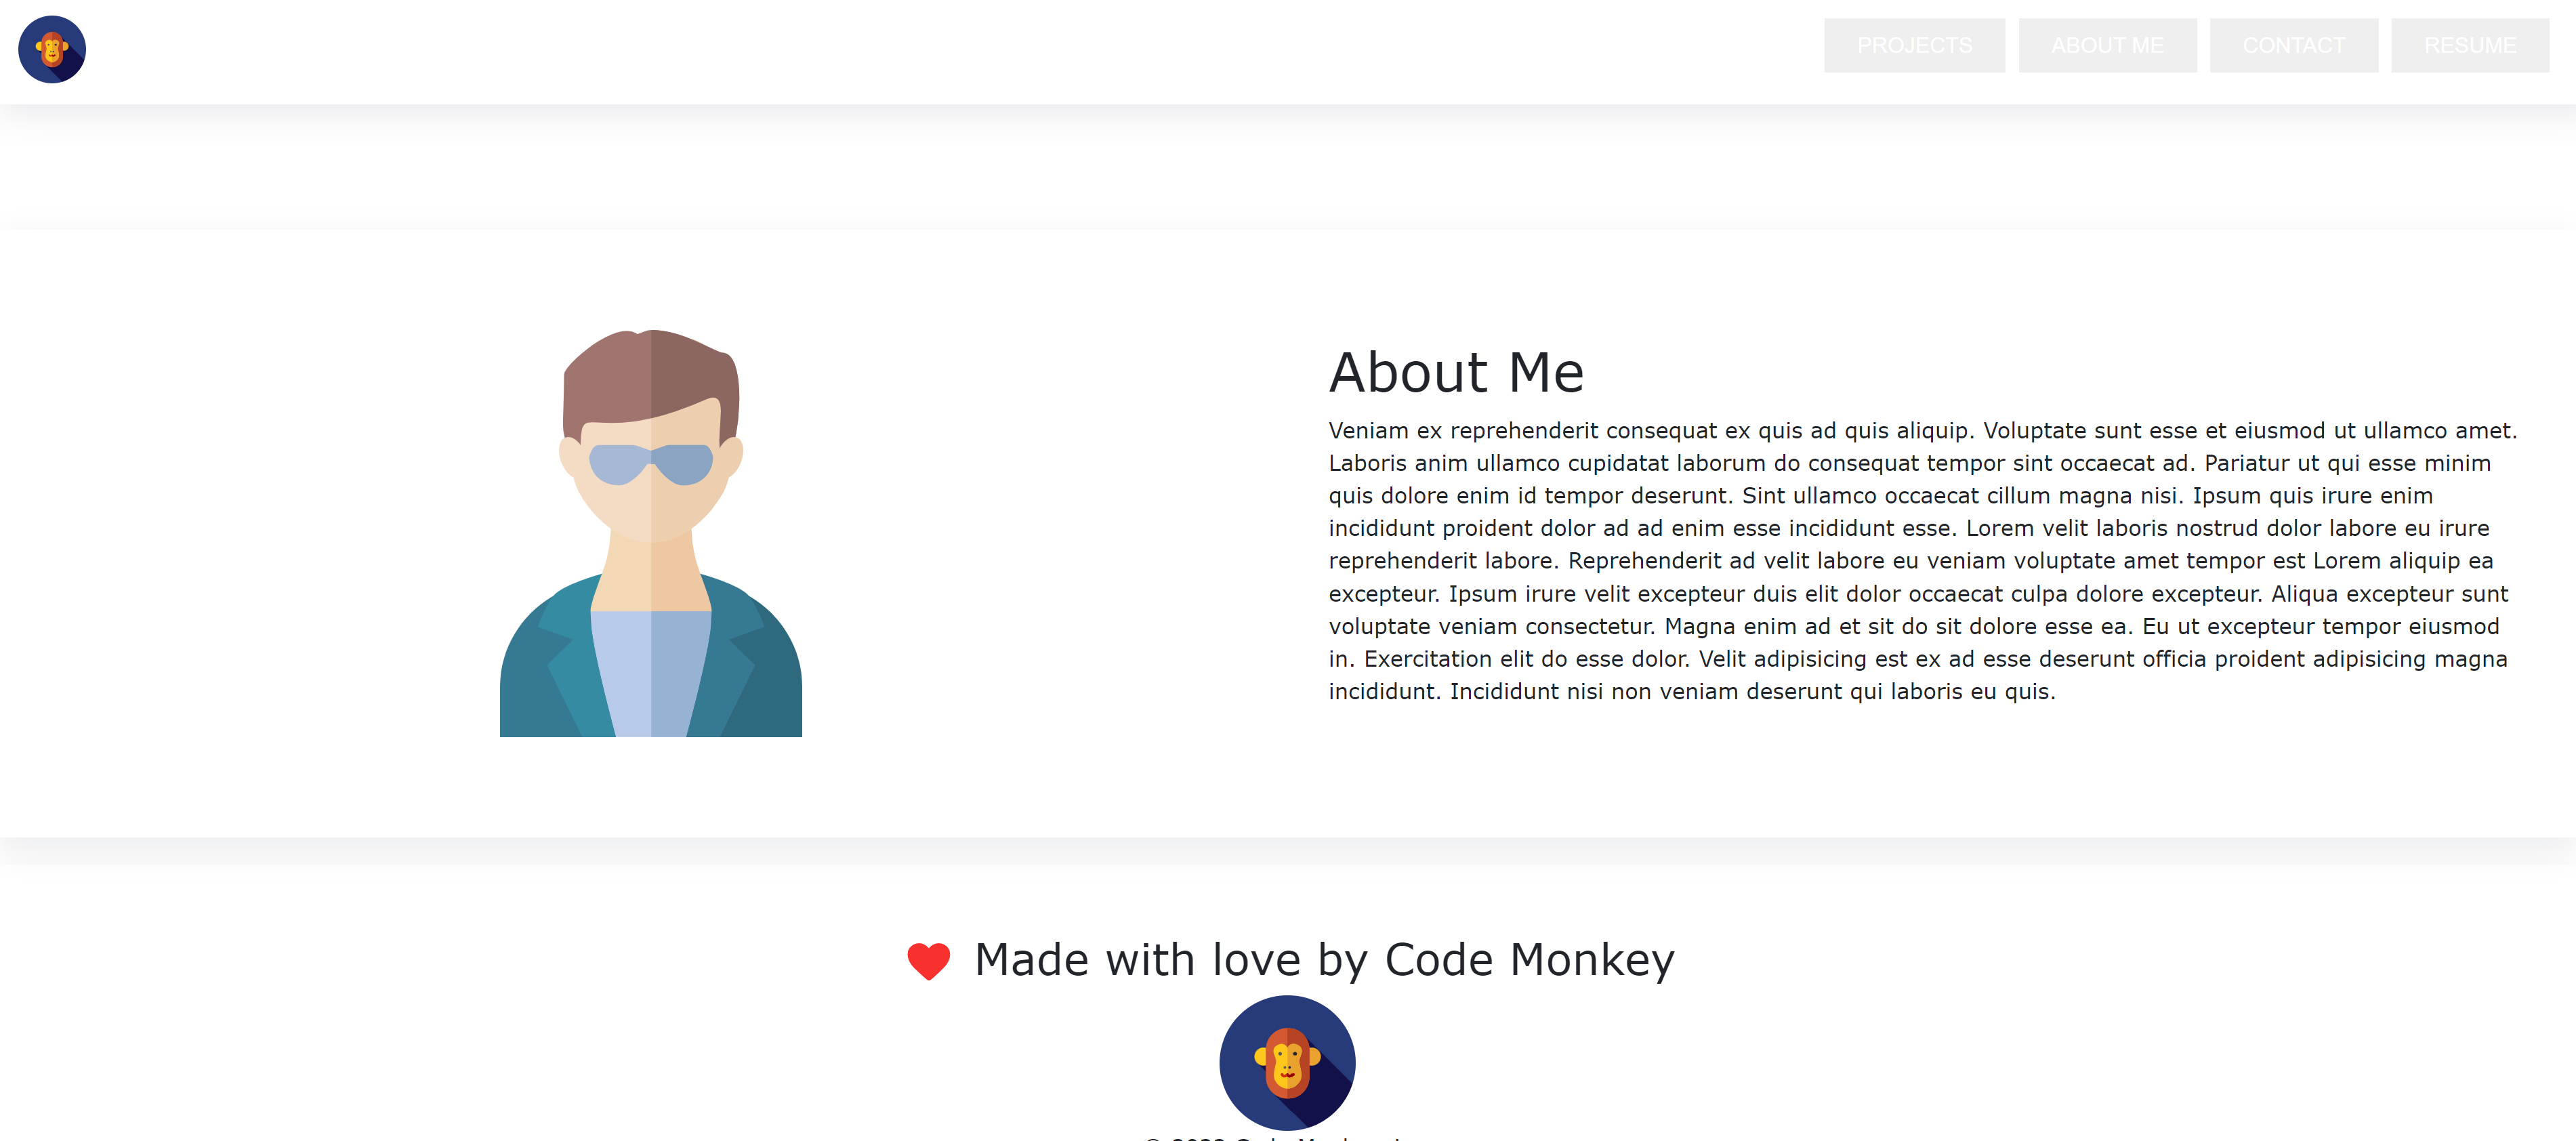 PROJECTS ABOUT ME CONTACT RESUME
About Me
Veniam ex reprehenderit consequat ex quis ad quis aliquip. Voluptate sunt esse et eiusmod ut ullamco amet.
Laboris anim ullamco cupidatat laborum do consequat tempor sint occaecat ad. Pariatur ut qui esse minim
quis dolore enim id tempor deserunt. Sint ullamco occaecat cillum magna nisi. Ipsum quis irure enim
incididunt proident dolor ad ad enim esse incididunt esse. Lorem velit laboris nostrud dolor labore eu irure
reprehenderit labore. Reprehenderit ad velit labore eu veniam voluptate amet tempor est Lorem aliquip ea
excepteur. Ipsum irure velit excepteur duis elit dolor occaecat culpa dolore excepteur. Aliqua excepteur sunt
voluptate veniam consectetur. Magna enim ad et sit do sit dolore esse ea. Eu ut excepteur tempor eiusmod
in. Exercitation elit do esse dolor. Velit adipisicing est ex ad esse deserunt officia proident adipisicing magna
incididunt. Incididunt nisi non veniam deserunt qui laboris eu quis.
Made with love by Code Monkey